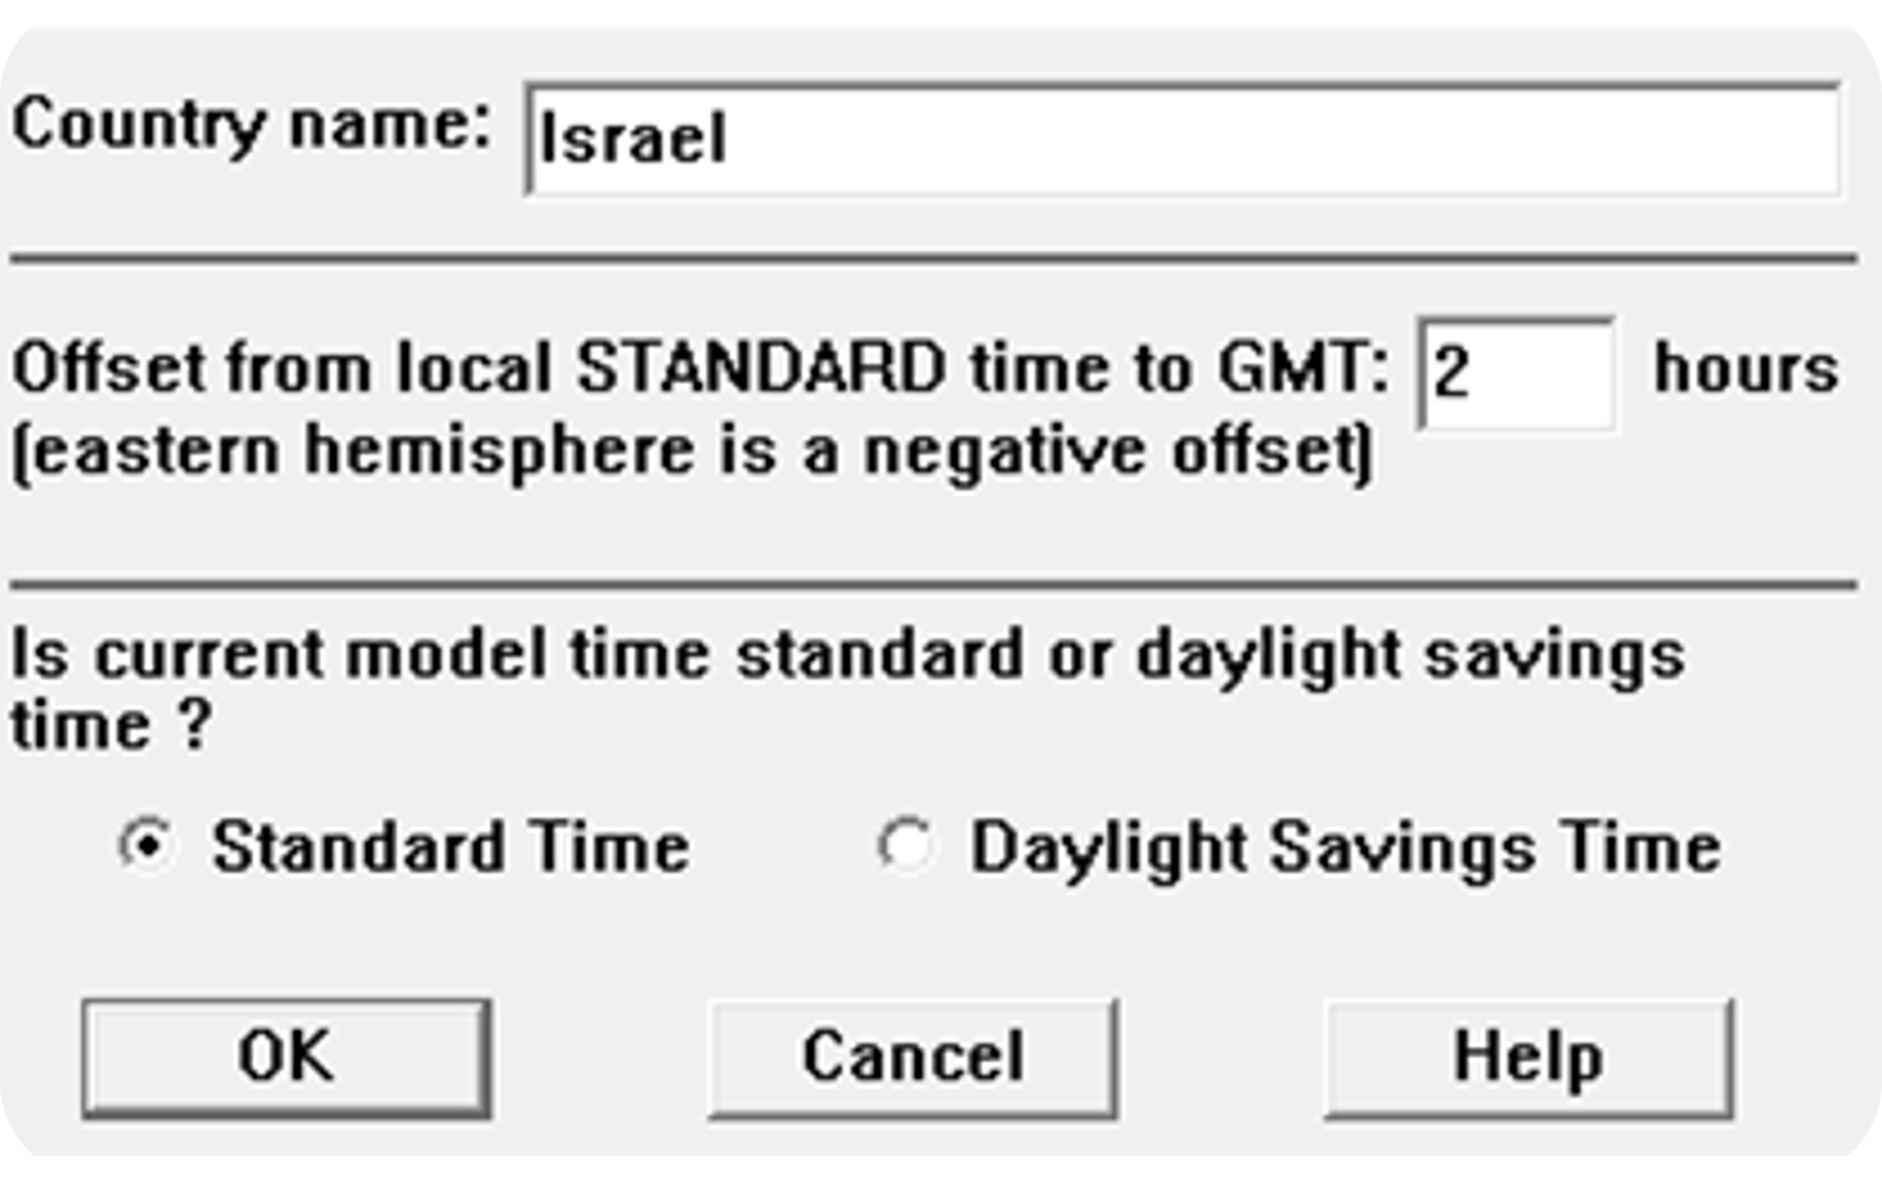 Country name: Israel
Offset from local STANDARD time to GMT: 2 hours
(eastern hemisphere is a negative offset)
Is current model time standard or daylight savings
time ?
Standard Time Daylight Savings Time
OK Cancel Help